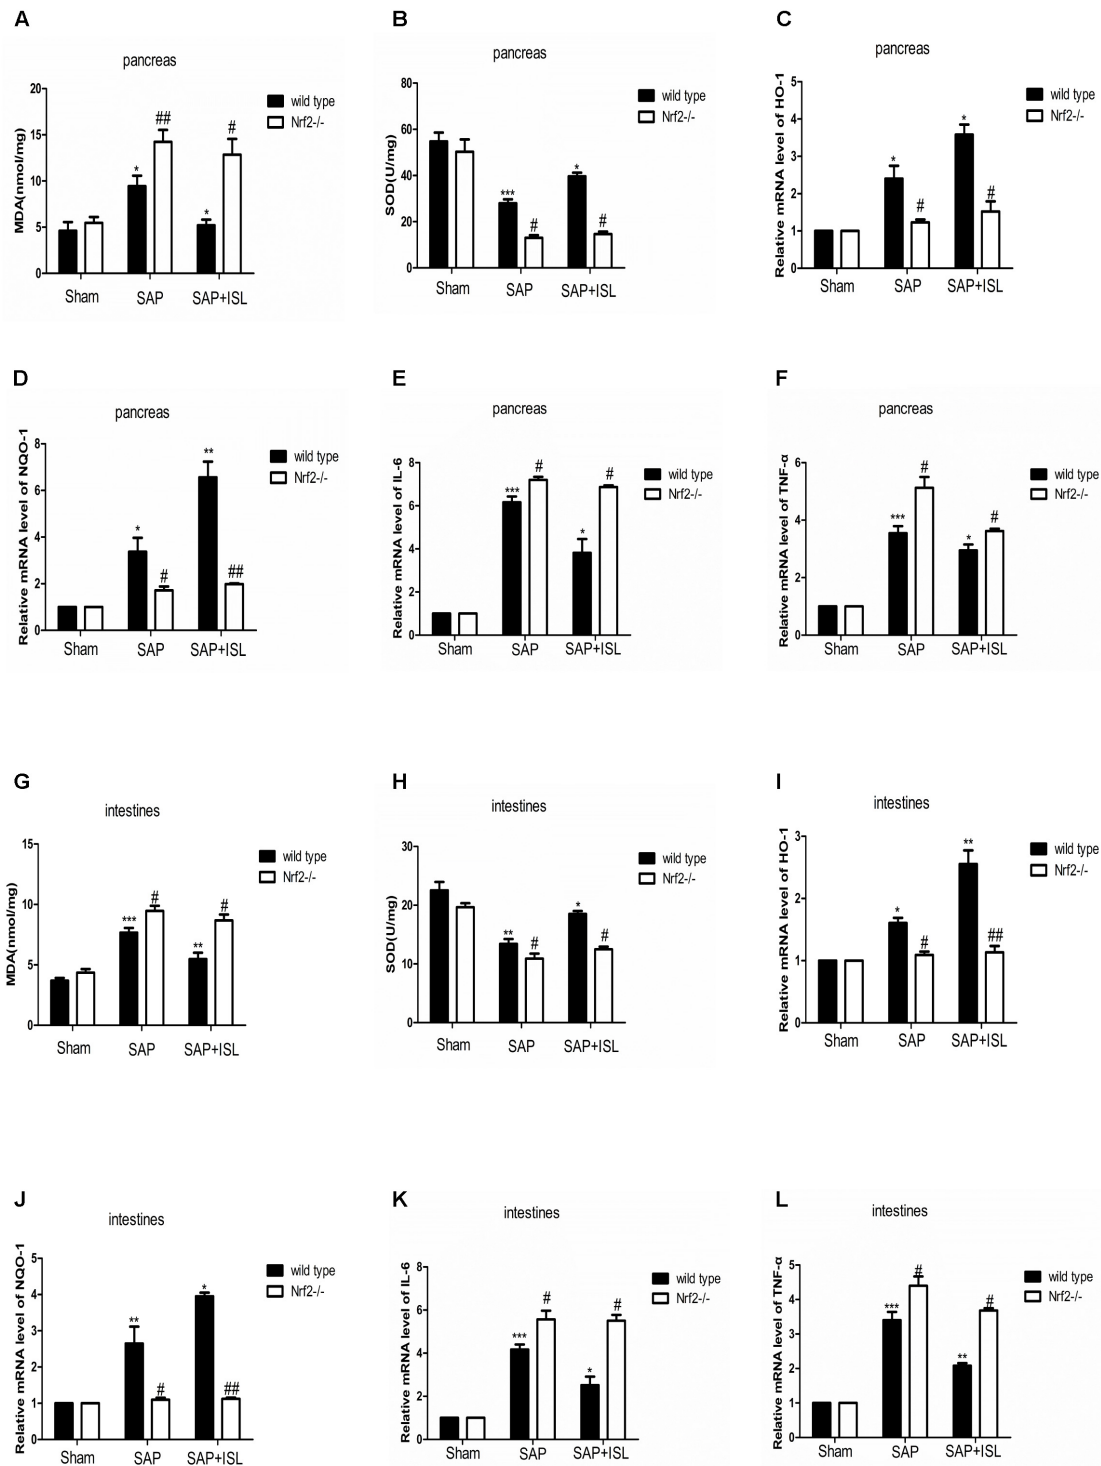 A
pancreas
MDA(nmol/mg)
20
15
10
5
0
##
#
*
*
wild type
Nrf2-/-
Sham SAP SAP+ISL
B
pancreas
SOD(U/mg)
80
60
40
20
0
***
#
*
#
wild type
Nrf2-/-
Sham SAP SAP+ISL
C
pancreas
Relative mRNA level of HO-1
5
4
3
2
1
0
*
#
*
#
wild type
Nrf2-/-
Sham SAP SAP+ISL
D
pancreas
Relative mRNA level of NQO-1
8
6
4
2
0
*
#
**
##
wild type
Nrf2-/-
Sham SAP SAP+ISL
E
pancreas
Relative mRNA level of IL-6
8
6
4
2
0
***
#
*
#
wild type
Nrf2-/-
Sham SAP SAP+ISL
F
pancreas
Relative mRNA level of TNF-α
6
4
2
0
***
#
*
#
wild type
Nrf2-/-
Sham SAP SAP+ISL
G
intestines
MDA(nmol/mg)
15
10
5
0
***
#
**
#
wild type
Nrf2-/-
Sham SAP SAP+ISL
H
intestines
SOD(U/mg)
30
20
10
0
**
#
*
#
wild type
Nrf2-/-
Sham SAP SAP+ISL
I
intestines
Relative mRNA level of HO-1
3
2
1
0
*
#
**
##
wild type
Nrf2-/-
Sham SAP SAP+ISL
J
intestines
Relative mRNA level of NQO-1
5
4
3
2
1
0
**
#
*
##
wild type
Nrf2-/-
Sham SAP SAP+ISL
K
intestines
Relative mRNA level of IL-6
8
6
4
2
0
***
#
*
#
wild type
Nrf2-/-
Sham SAP SAP+ISL
L
intestines
Relative mRNA level of TNF-α
5
4
3
2
1
0
***
#
**
#
wild type
Nrf2-/-
Sham SAP SAP+ISL